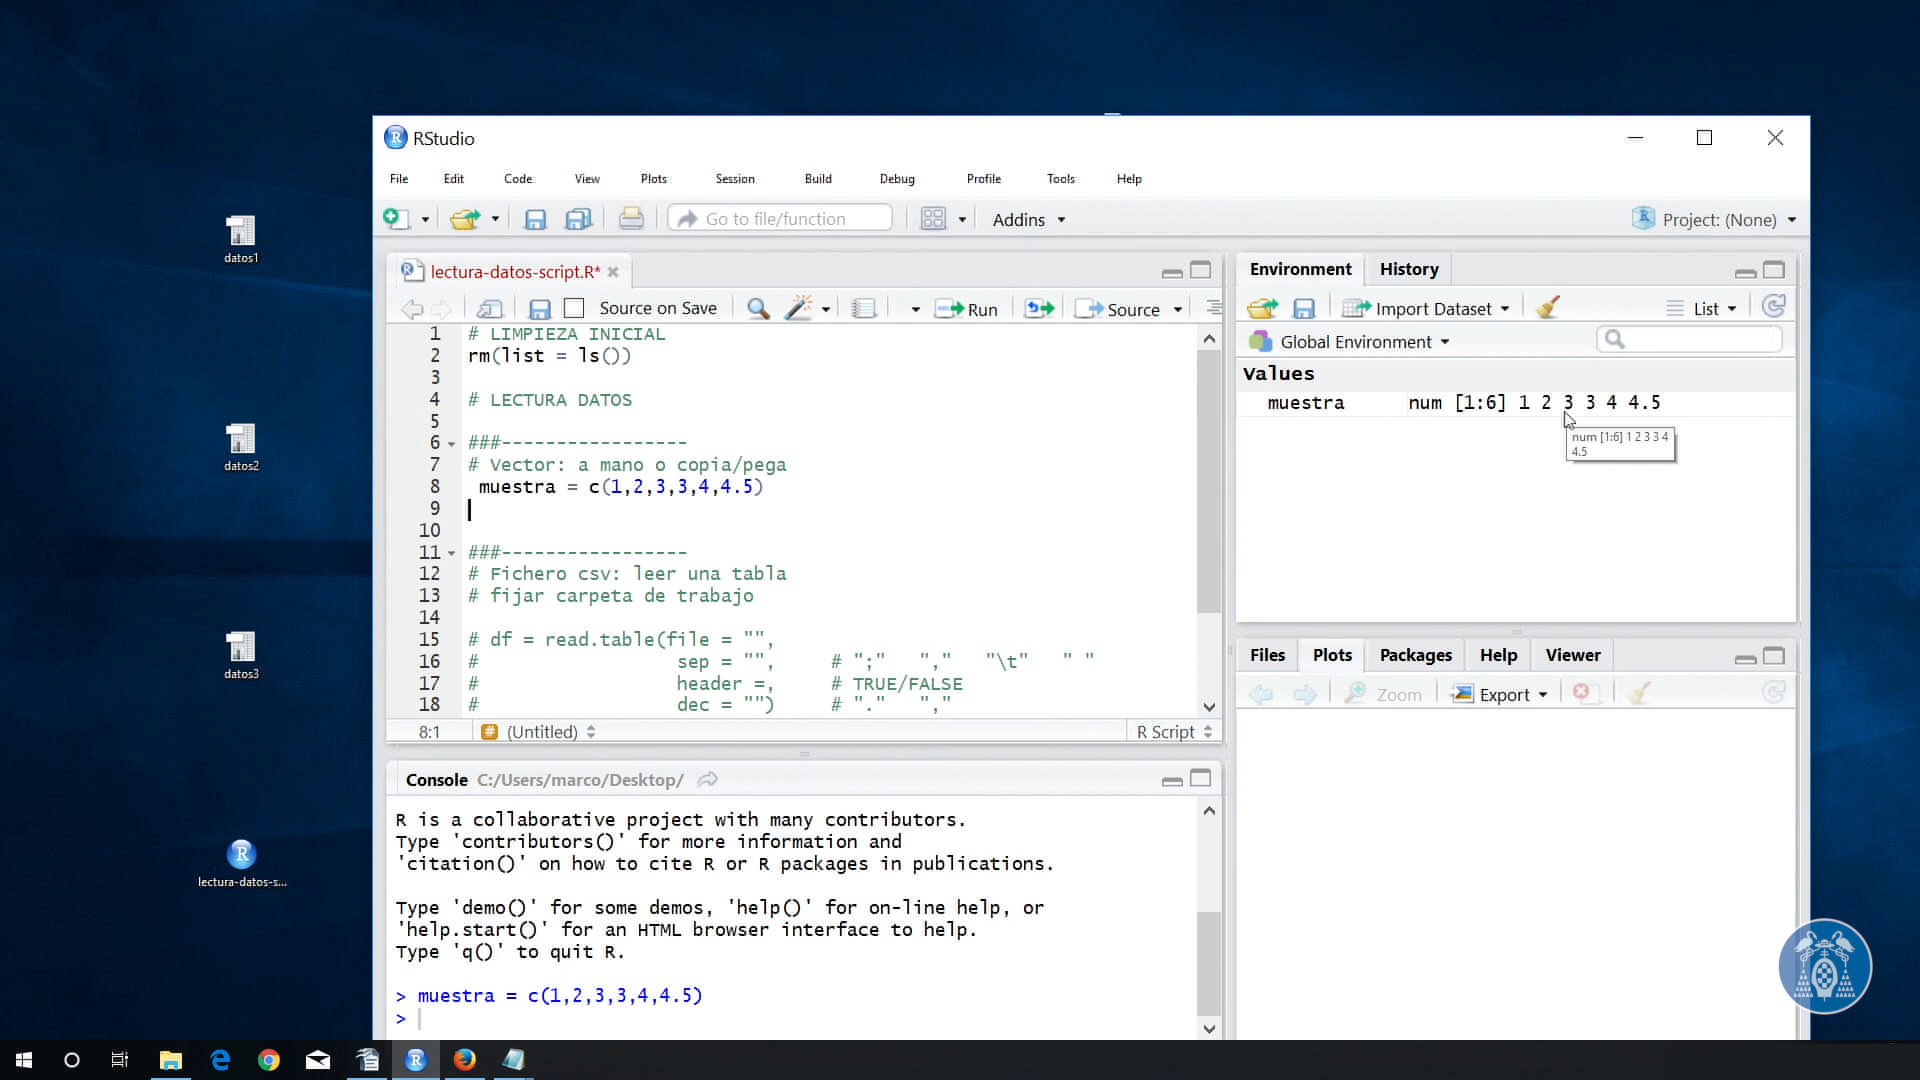 datos1
datos2
datos3
lectura-datos-s...
RStudio
File Edit Code View Plots Session Build Debug Profile Tools Help
Go to file/function
Addins
Project: (None)
lectura-datos-script.R*
Source on Save
Run
Source
1 # LIMPIEZA INICIAL
2 rm(list = ls())
3
4 # LECTURA DATOS
5
6 ###-----------------
7 # Vector: a mano o copia/pega
8 muestra = c(1,2,3,3,4,4.5)
9
10
11 ###-----------------
12 # Fichero csv: leer una tabla
13 # fijar carpeta de trabajo
14
15 # df = read.table(file = "",
16 # sep = "", # ";" "," "\t" " "
17 # header =, # TRUE/FALSE
18 # dec = "") # "." ","
8:1 (Untitled) R Script
Console C:/Users/marco/Desktop/
R is a collaborative project with many contributors.
Type 'contributors()' for more information and
'citation()' on how to cite R or R packages in publications.
Type 'demo()' for some demos, 'help()' for on-line help, or
'help.start()' for an HTML browser interface to help.
Type 'q()' to quit R.
> muestra = c(1,2,3,3,4,4.5)
>
Environment History
Import Dataset
List
Global Environment
Values
muestra num [1:6] 1 2 3 3 4 4.5
num [1:6] 1 2 3 3 4
4.5
Files Plots Packages Help Viewer
Zoom Export